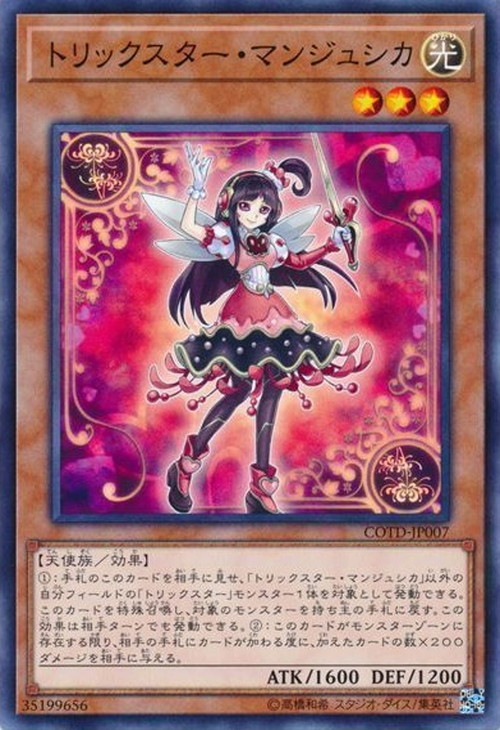 トリックスター・マンジュシカ
光
COTD-JP007
【天使族/効果】
①:手札のこのカードを相手に見せ、「トリックスター・マンジュシカ」以外の
自分フィールドの「トリックスター」モンスター1体を対象として発動できる。
このカードを特殊召喚し、対象のモンスターを持ち主の手札に戻す。この
効果は相手ターンでも発動できる。②:このカードがモンスターゾーンに
存在する限り、相手の手札にカードが加わる度に、加えたカードの数×200
ダメージを相手に与える。
ATK/1600 DEF/1200
35199656
©高橋和希 スタジオ・ダイス/集英社